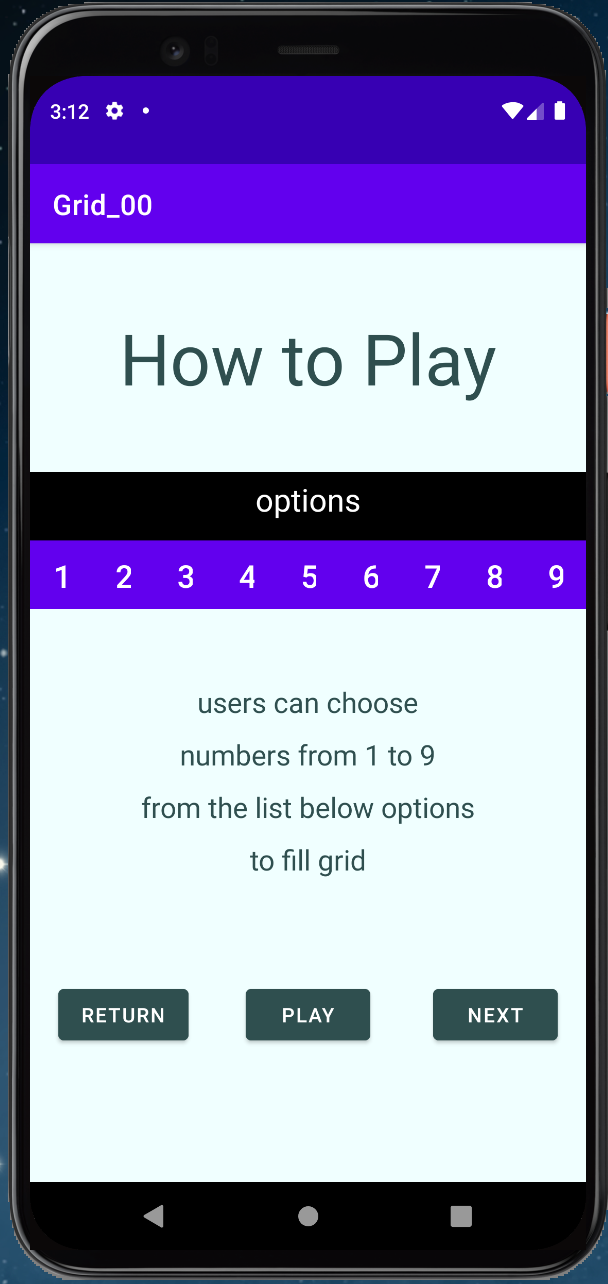 3:12
Grid_00
How to Play
options
1 2 3 4 5 6 7 8 9
users can choose
numbers from 1 to 9
from the list below options
to fill grid
RETURN PLAY NEXT